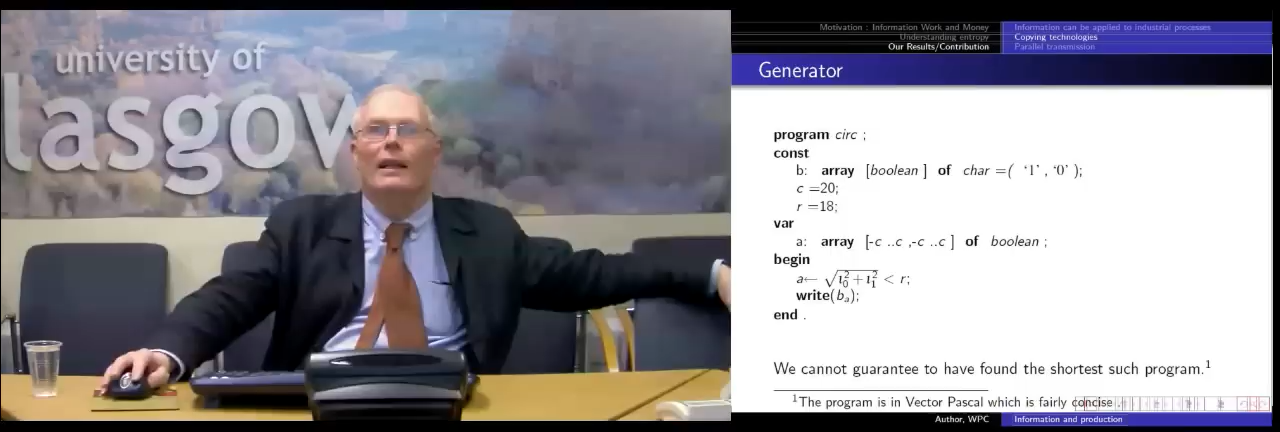 university of
lasgow
Motivation : Information Work and Money
Understanding entropy
Our Results/Contribution
Information can be applied to industrial processes
Copying technologies
Parallel transmission
Generator
program circ ;
const
b: array [boolean ] of char =( '1' , '0' );
c =20;
r =18;
var
a: array [-c ..c ,-c ..c ] of boolean ;
begin
a← √ι₀² + ι₁² < r;
write(bₐ);
end .
We cannot guarantee to have found the shortest such program.¹
¹The program is in Vector Pascal which is fairly concise .
Author, WPC
Information and production